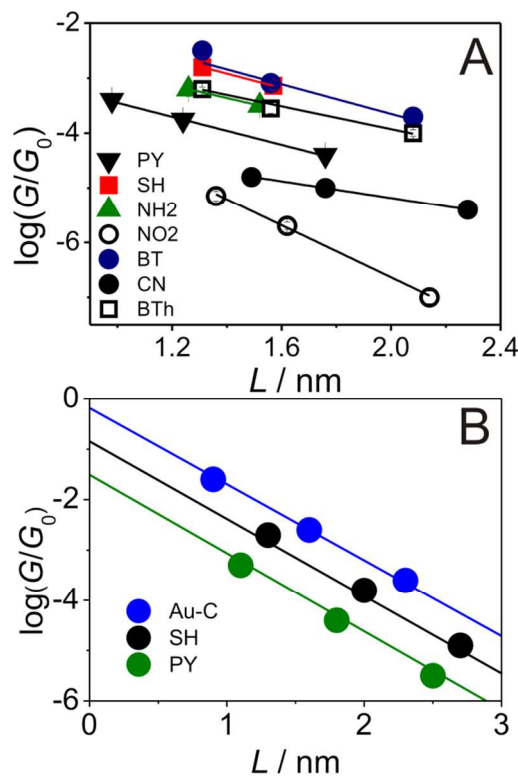 A
-2
-4
-6
log(G/G0)
PY
SH
NH2
NO2
BT
CN
BTh
1.2 1.6 2.0 2.4
L / nm
B
0
-2
-4
-6
log(G/G0)
Au-C
SH
PY
0 1 2 3
L / nm